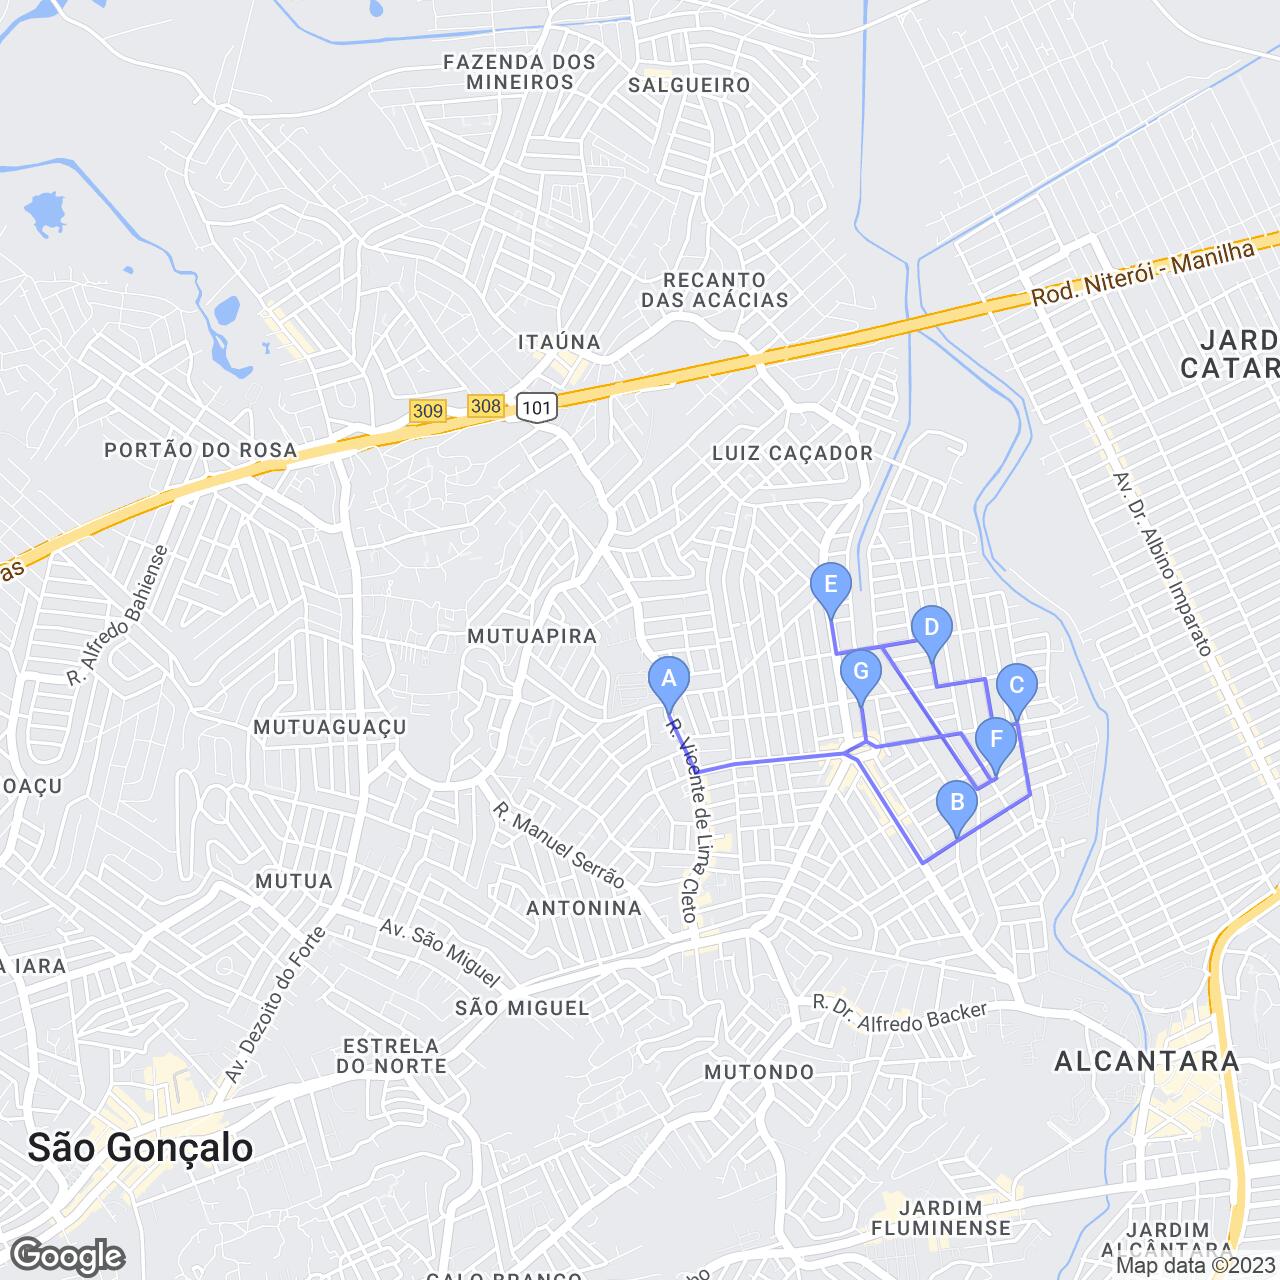 FAZENDA DOS
MINEIROS
SALGUEIRO
RECANTO
DAS ACÁCIAS
Rod. Niterói - Manilha
ITAÚNA
JARD
CATAR
101
308
309
PORTÃO DO ROSA
LUIZ CAÇADOR
Av. Dr. Albino Imparato
as
R. Alfredo Bahiense
E
MUTUAPIRA
D
A
G
C
MUTUAGUAÇU
R. Vicente de Lima Cleto
F
OAÇU
B
R. Manuel Serrão
MUTUA
ANTONINA
Av. São Miguel
A IARA
Av. Dezoito do Forte
SÃO MIGUEL
R. Dr. Alfredo Backer
ESTRELA
DO NORTE
ALCANTARA
MUTONDO
São Gonçalo
JARDIM
FLUMINENSE
JARDIM
ALCÂNTARA
Google
Map data ©2023
GALO BRANCO
ho